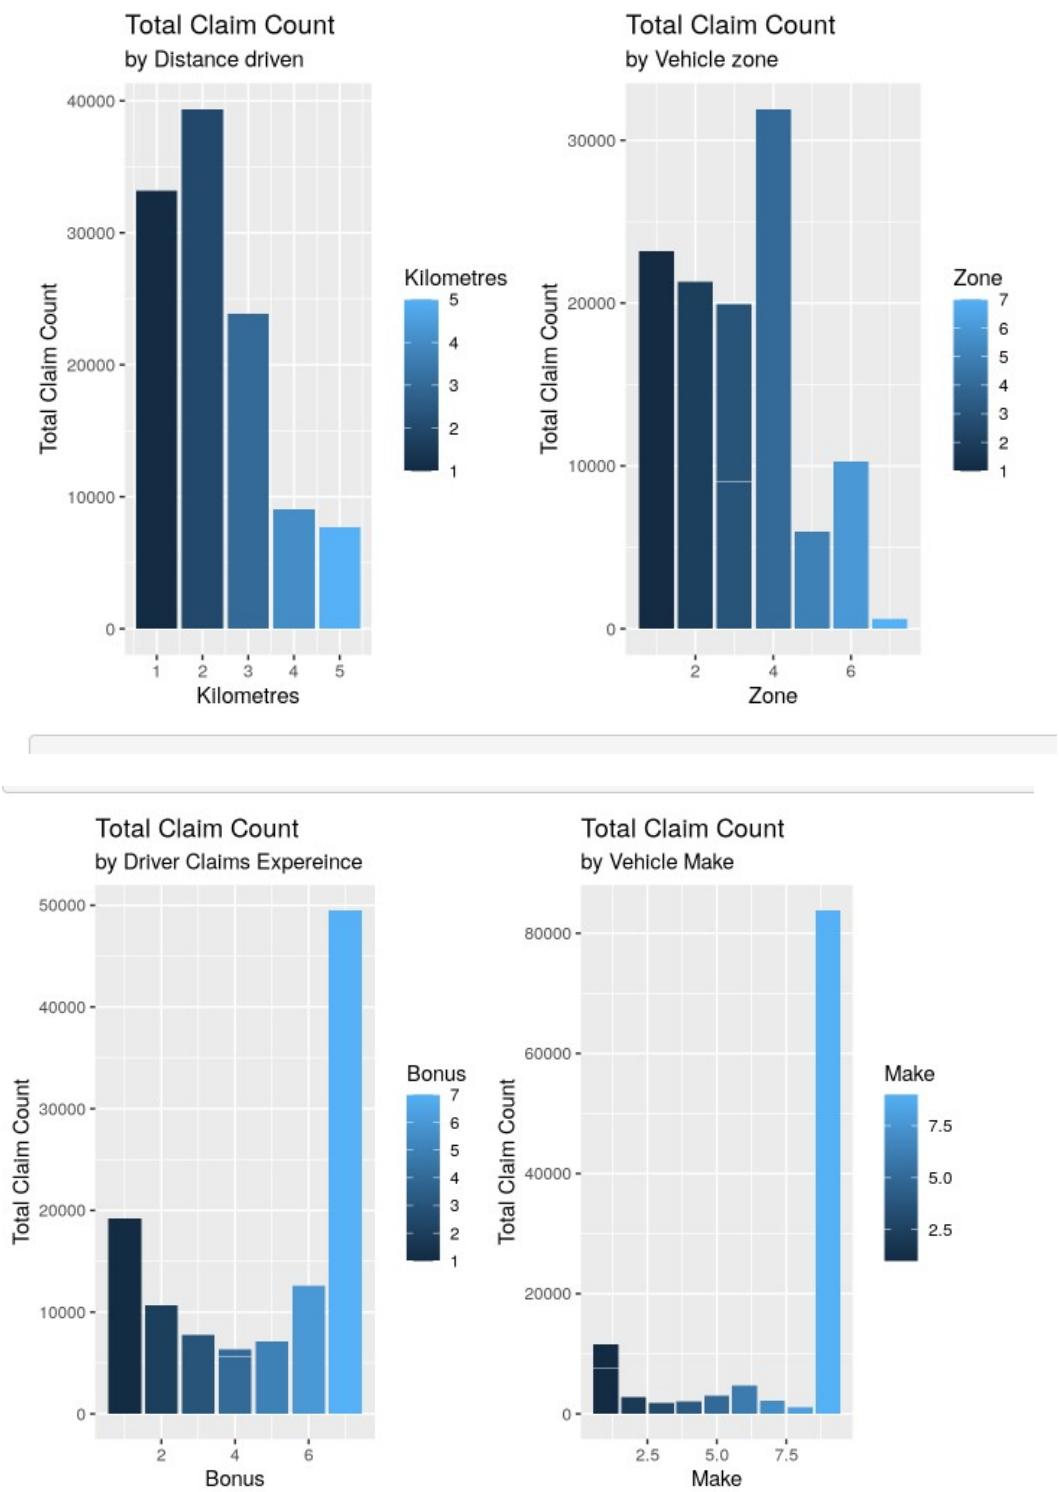 Total Claim Count
by Distance driven
40000
30000
20000
10000
0
Total Claim Count
1 2 3 4 5
Kilometres
Kilometres
5
4
3
2
1
Total Claim Count
by Vehicle zone
30000
20000
10000
0
Total Claim Count
2 4 6
Zone
Zone
7
6
5
4
3
2
1
Total Claim Count
by Driver Claims Expereince
50000
40000
30000
20000
10000
0
Total Claim Count
2 4 6
Bonus
Bonus
7
6
5
4
3
2
1
Total Claim Count
by Vehicle Make
80000
60000
40000
20000
0
Total Claim Count
2.5 5.0 7.5
Make
Make
7.5
5.0
2.5